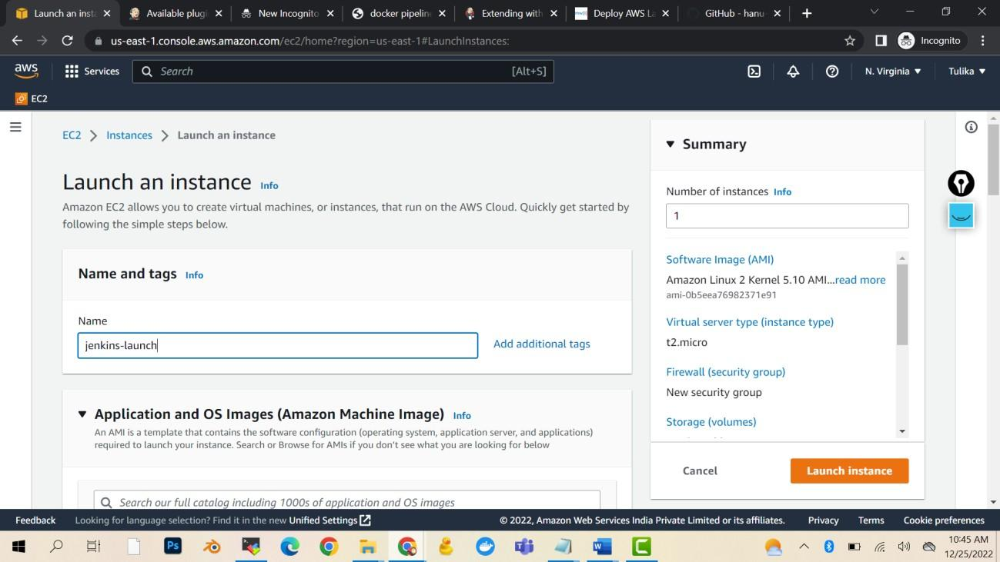 Launch an insta
Available plugi
New Incognito
docker pipeline
Extending with
Deploy AWS La
GitHub - hanu-
us-east-1.console.aws.amazon.com/ec2/home?region=us-east-1#LaunchInstances:
Incognito
aws
Services
Search
[Alt+S]
N. Virginia
Tulika
EC2
EC2
Instances
Launch an instance
Launch an instance Info
Amazon EC2 allows you to create virtual machines, or instances, that run on the AWS Cloud. Quickly get started by
following the simple steps below.
Name and tags Info
Name
jenkins-launch
Add additional tags
Application and OS Images (Amazon Machine Image) Info
An AMI is a template that contains the software configuration (operating system, application server, and applications)
required to launch your instance. Search or Browse for AMIs if you don't see what you are looking for below
Search our full catalog including 1000s of application and OS images
Summary
Number of instances Info
1
Software Image (AMI)
Amazon Linux 2 Kernel 5.10 AMI...read more
ami-0b5eea76982371e91
Virtual server type (instance type)
t2.micro
Firewall (security group)
New security group
Storage (volumes)
Cancel
Launch instance
Feedback
Looking for language selection? Find it in the new Unified Settings
© 2022, Amazon Web Services India Private Limited or its affiliates.
Privacy
Terms
Cookie preferences
Ps
10:45 AM
12/25/2022